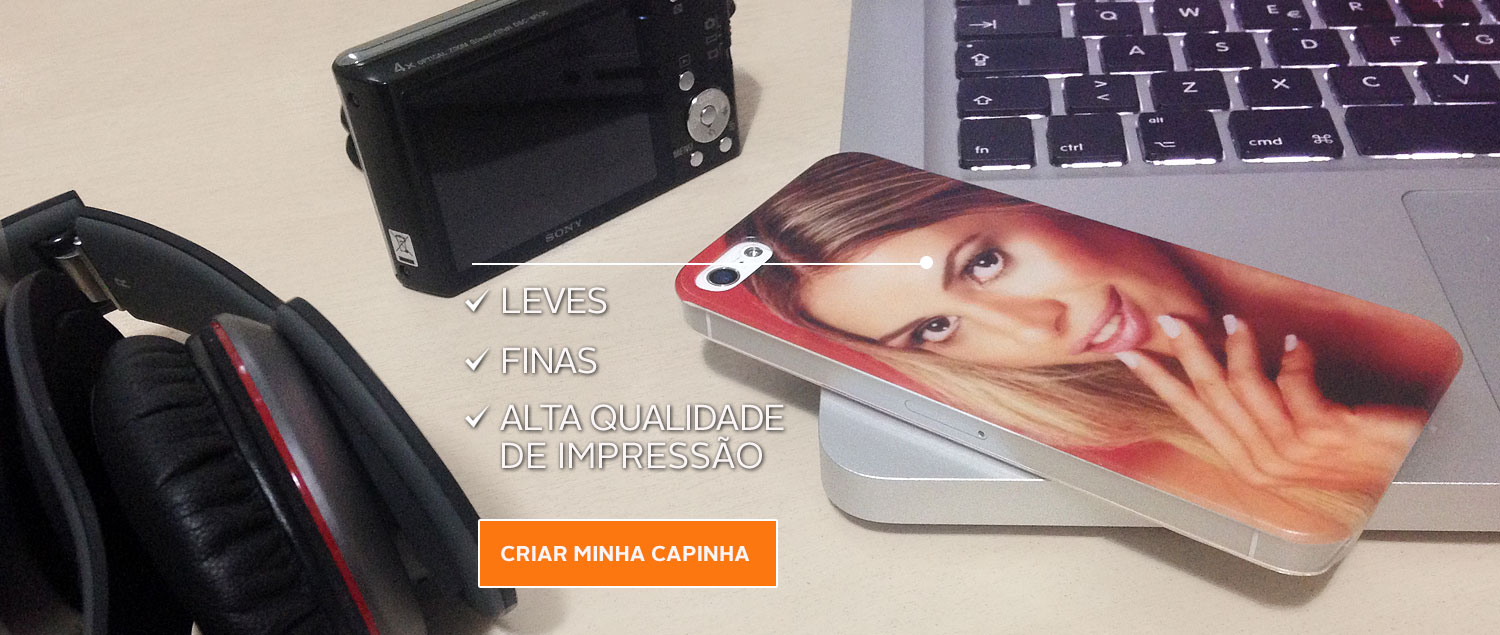 4x OPTICAL ZOOM
SONY
Q W E € R T
A S D F G
> Z X C V
<
fn ctrl alt cmd ⌘
LEVES
FINAS
ALTA QUALIDADE
DE IMPRESSÃO
CRIAR MINHA CAPINHA